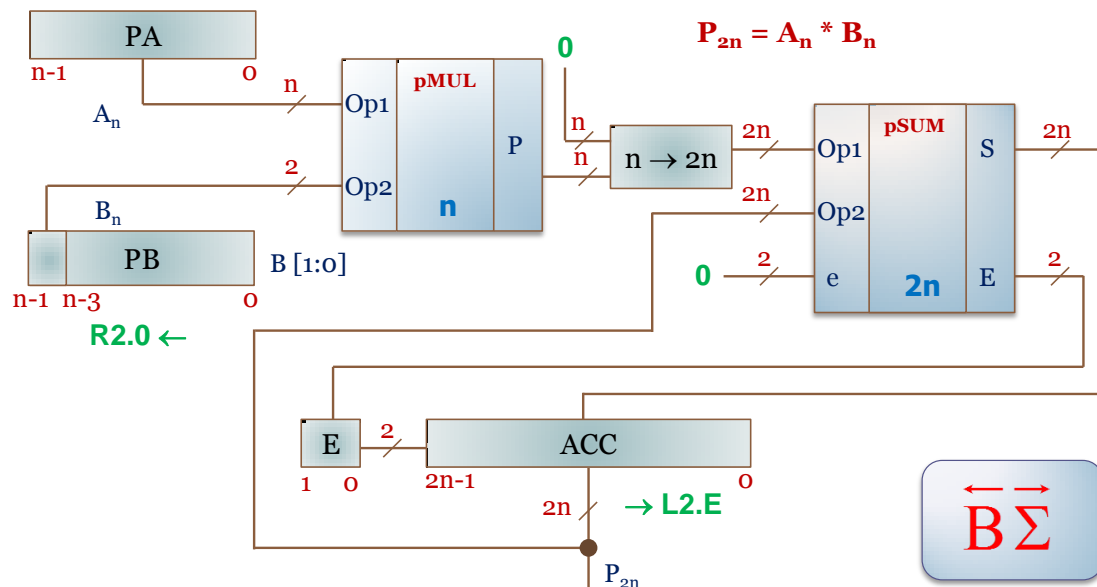 PA
n-1 0
A
n
n
B
n
2
PB
B [1:0]
n-1 n-3 0
R2.0 ←
pMUL
Op1
Op2
P
n
0
n
n
n → 2n
2n
2n
P₂ₙ = Aₙ * Bₙ
pSUM
Op1
Op2
e
S
E
2n
0
2
2n
2
E
1 0
2
ACC
2n-1 0
2n
→ L2.E
P₂ₙ
B Σ